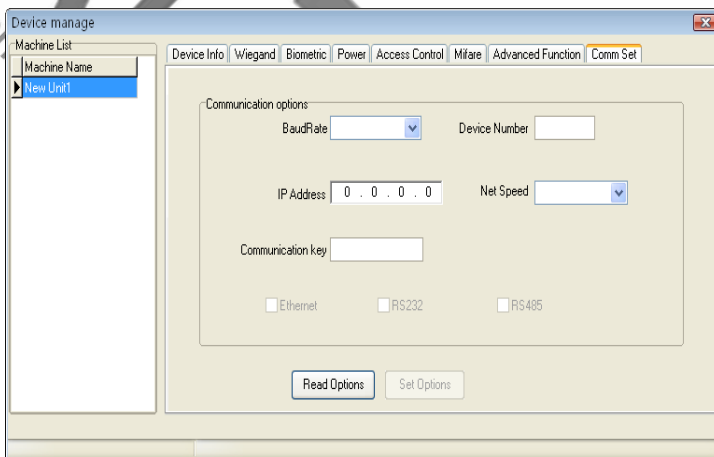 Device manage
Machine List
Machine Name
New Unit1
Device Info Wiegand Biometric Power Access Control Mifare Advanced Function Comm Set
Communication options
BaudRate Device Number
IP Address 0 . 0 . 0 . 0 Net Speed
Communication key
Ethernet RS232 RS485
Read Options Set Options